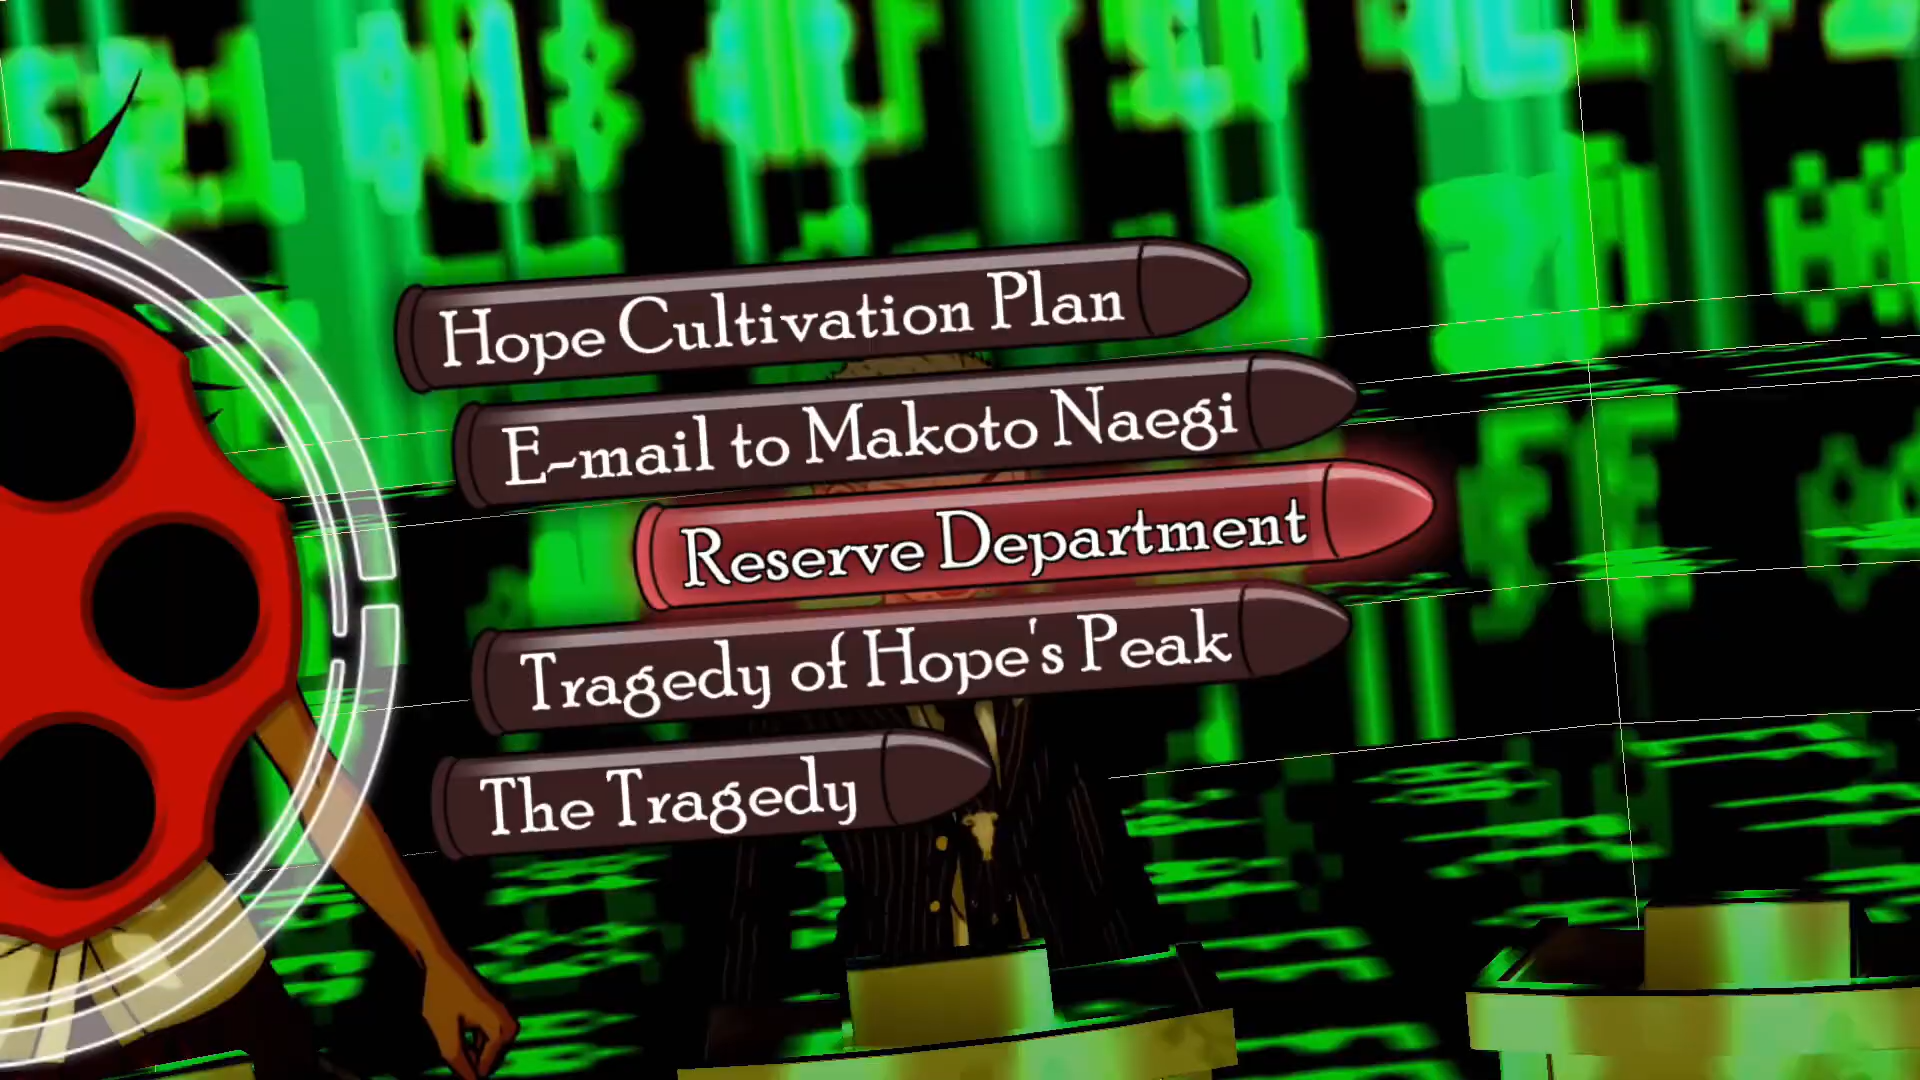 Hope Cultivation Plan
E-mail to Makoto Naegi
Reserve Department
Tragedy of Hope's Peak
The Tragedy